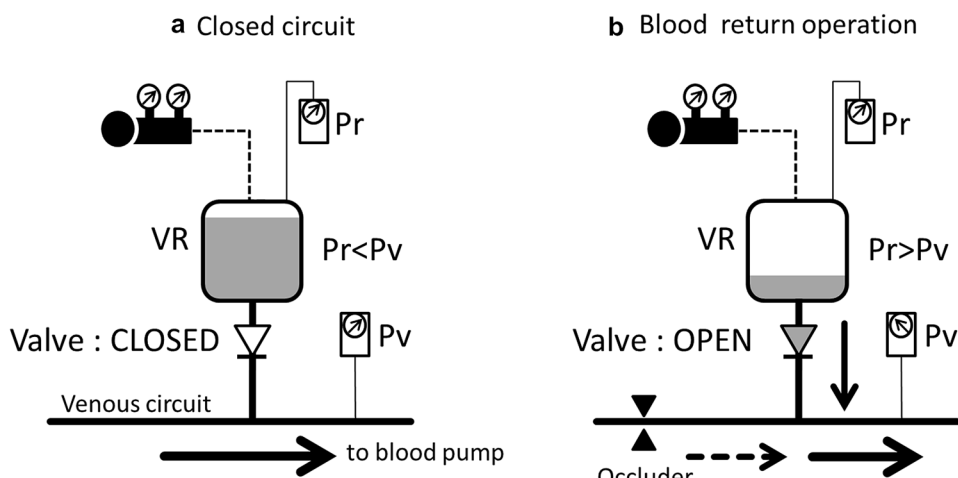 a Closed circuit
Pr
VR
Pr<Pv
Valve : CLOSED
Pv
Venous circuit
to blood pump
b Blood return operation
Pr
VR
Pr>Pv
Valve : OPEN
Pv
Occluder